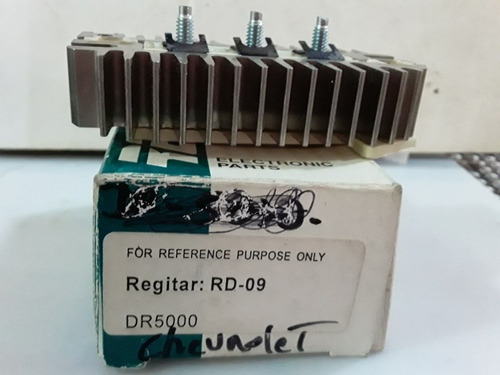 ELECTRONIC
PARTS
FOR REFERENCE PURPOSE ONLY
Regitar: RD-09
DR5000
chevrolet